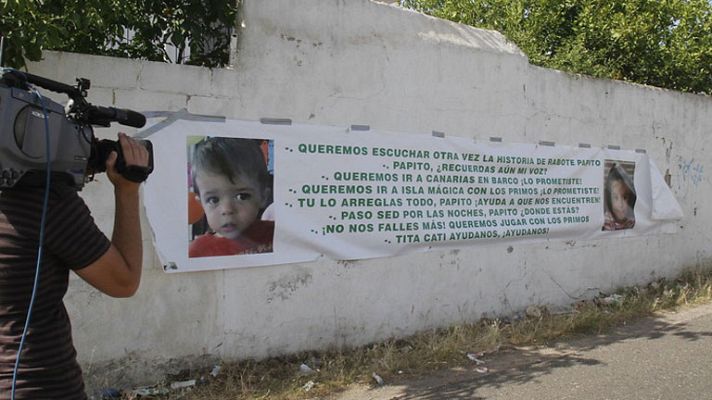 -. QUEREMOS ESCUCHAR OTRA VEZ LA HISTORIA DE RABOTE PAPITO
-. PAPITO, ¿RECUERDAS AÚN MI VOZ?
-. QUEREMOS IR A CANARIAS EN BARCO ¡LO PROMETISTE!
-. QUEREMOS IR A ISLA MÁGICA CON LOS PRIMOS ¡LO PROMETISTE!
-. TU LO ARREGLAS TODO, PAPITO ¡AYUDA A QUE NOS ENCUENTREN!
-. PASO SED POR LAS NOCHES, PAPITO ¿DONDE ESTÁS?
-. ¡NO NOS FALLES MÁS! QUEREMOS JUGAR CON LOS PRIMOS
-. TITA CATI AYUDANOS, ¡AYUDANOS!